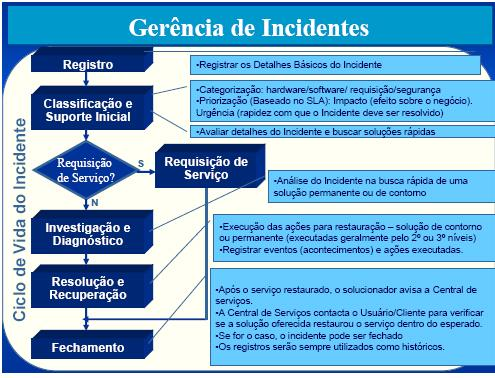 Gerência de Incidentes
Ciclo de Vida do Incidente
Registro
•Registrar os Detalhes Básicos do Incidente
Classificação e
Suporte Inicial
•Categorização: hardware/software/ requisição/segurança
•Priorização (Baseado no SLA): Impacto (efeito sobre o negócio).
Urgência (rapidez com que o Incidente deve ser resolvido)
•Avaliar detalhes do Incidente e buscar soluções rápidas
Requisição
de Serviço?
S
Requisição de
Serviço
N
•Análise do Incidente na busca rápida de uma
solução permanente ou de contorno
Investigação e
Diagnóstico
•Execução das ações para restauração – solução de contorno
ou permanente (executadas geralmente pelo 2º ou 3º níveis)
•Registrar eventos (acontecimentos) e ações executadas.
Resolução e
Recuperação
•Após o serviço restaurado, o solucionador avisa a Central de
serviços.
•A Central de Serviços contacta o Usuário/Cliente para verificar
se a solução oferecida restaurou o serviço dentro do esperado.
•Se for o caso, o incidente pode ser fechado
•Os registros serão sempre utilizados como históricos.
Fechamento